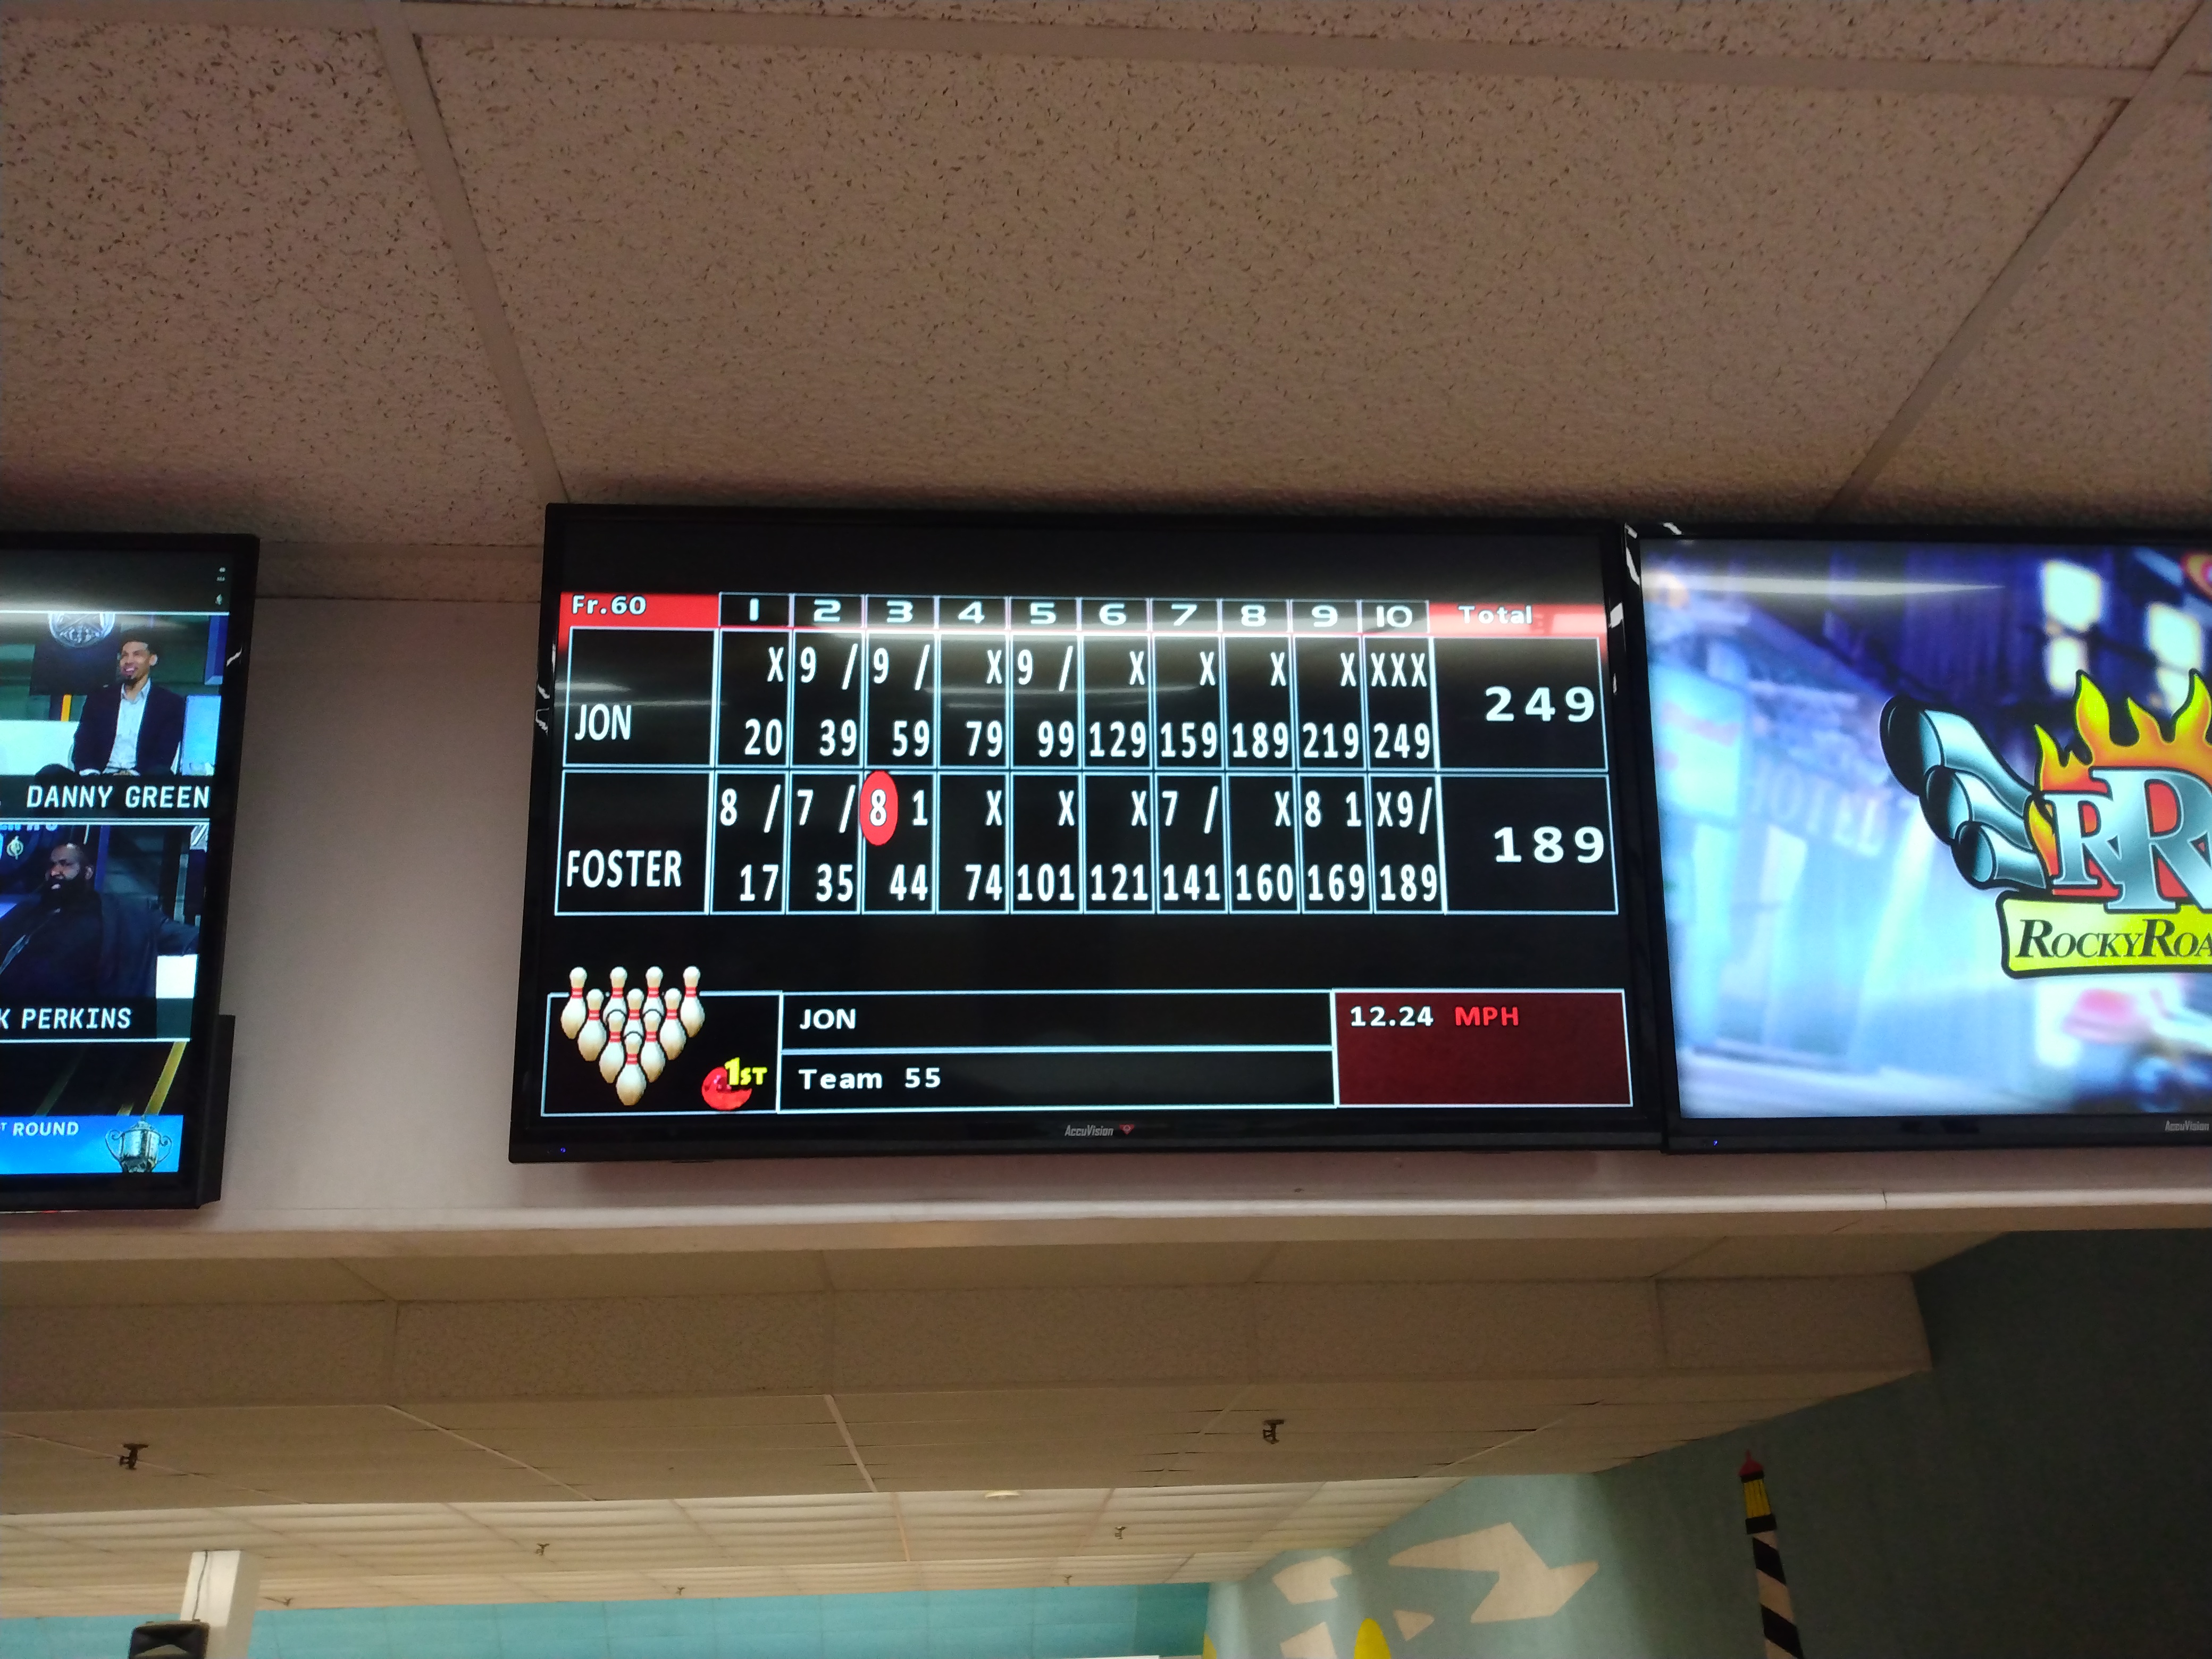 DANNY GREEN
PERKINS
ROUND
Fr.60 1 2 3 4 5 6 7 8 9 10 Total
X 9 / 9 / X 9 / X X X X XXX
JON 20 39 59 79 99 129 159 189 219 249 249
8 / 7 / 8 1 X X X 7 / X 8 1 X9/
FOSTER 17 35 44 74 101 121 141 160 169 189 189
1ST
JON
12.24 MPH
Team 55
AccuVision
RR
AccuVision